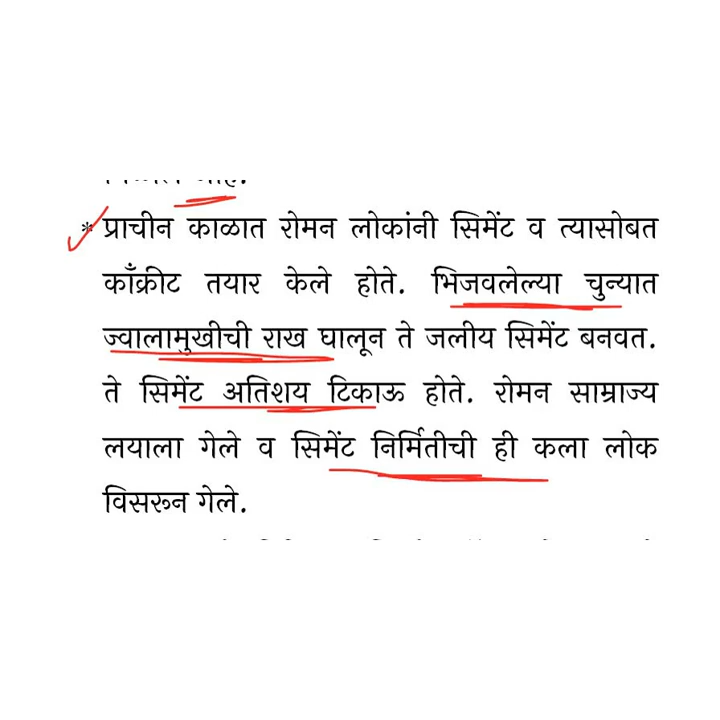 * प्राचीन काळात रोमन लोकांनी सिमेंट व त्यासोबत
काँक्रीट तयार केले होते. भिजवलेल्या चुन्यात
ज्वालामुखीची राख घालून ते जलीय सिमेंट बनवत.
ते सिमेंट अतिशय टिकाऊ होते. रोमन साम्राज्य
लयाला गेले व सिमेंट निर्मितीची ही कला लोक
विसरून गेले.